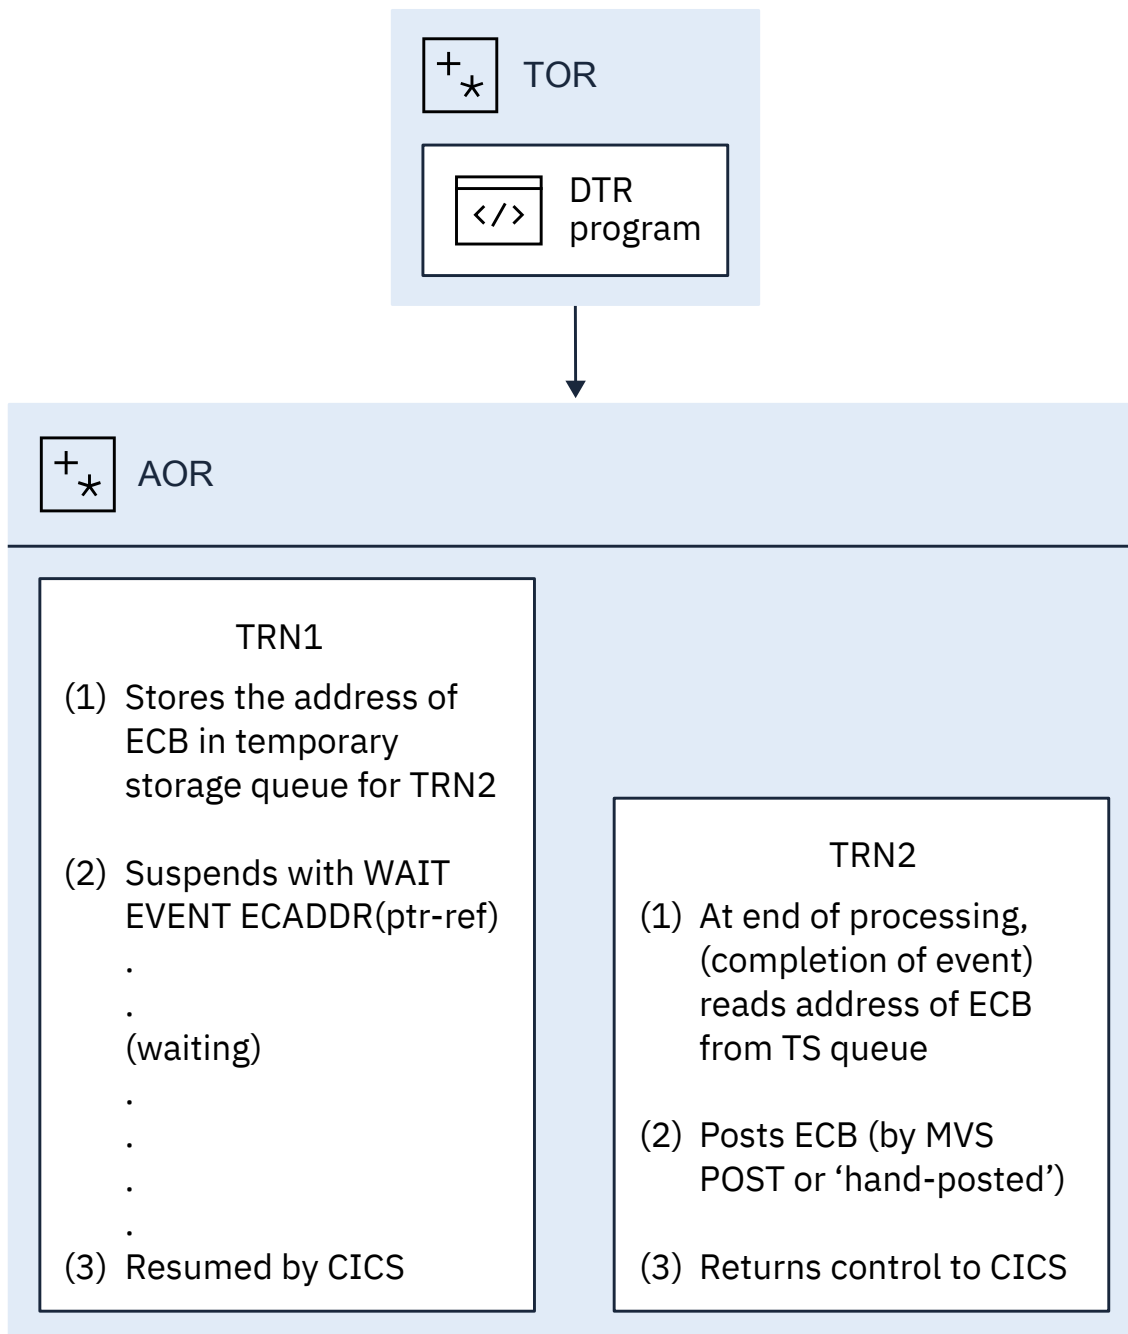 TOR
DTR
program
AOR
TRN1
(1) Stores the address of
ECB in temporary
storage queue for TRN2
(2) Suspends with WAIT
EVENT ECADDR(ptr-ref)
.
.
(waiting)
.
.
.
.
(3) Resumed by CICS
TRN2
(1) At end of processing,
(completion of event)
reads address of ECB
from TS queue
(2) Posts ECB (by MVS
POST or ‘hand-posted’)
(3) Returns control to CICS